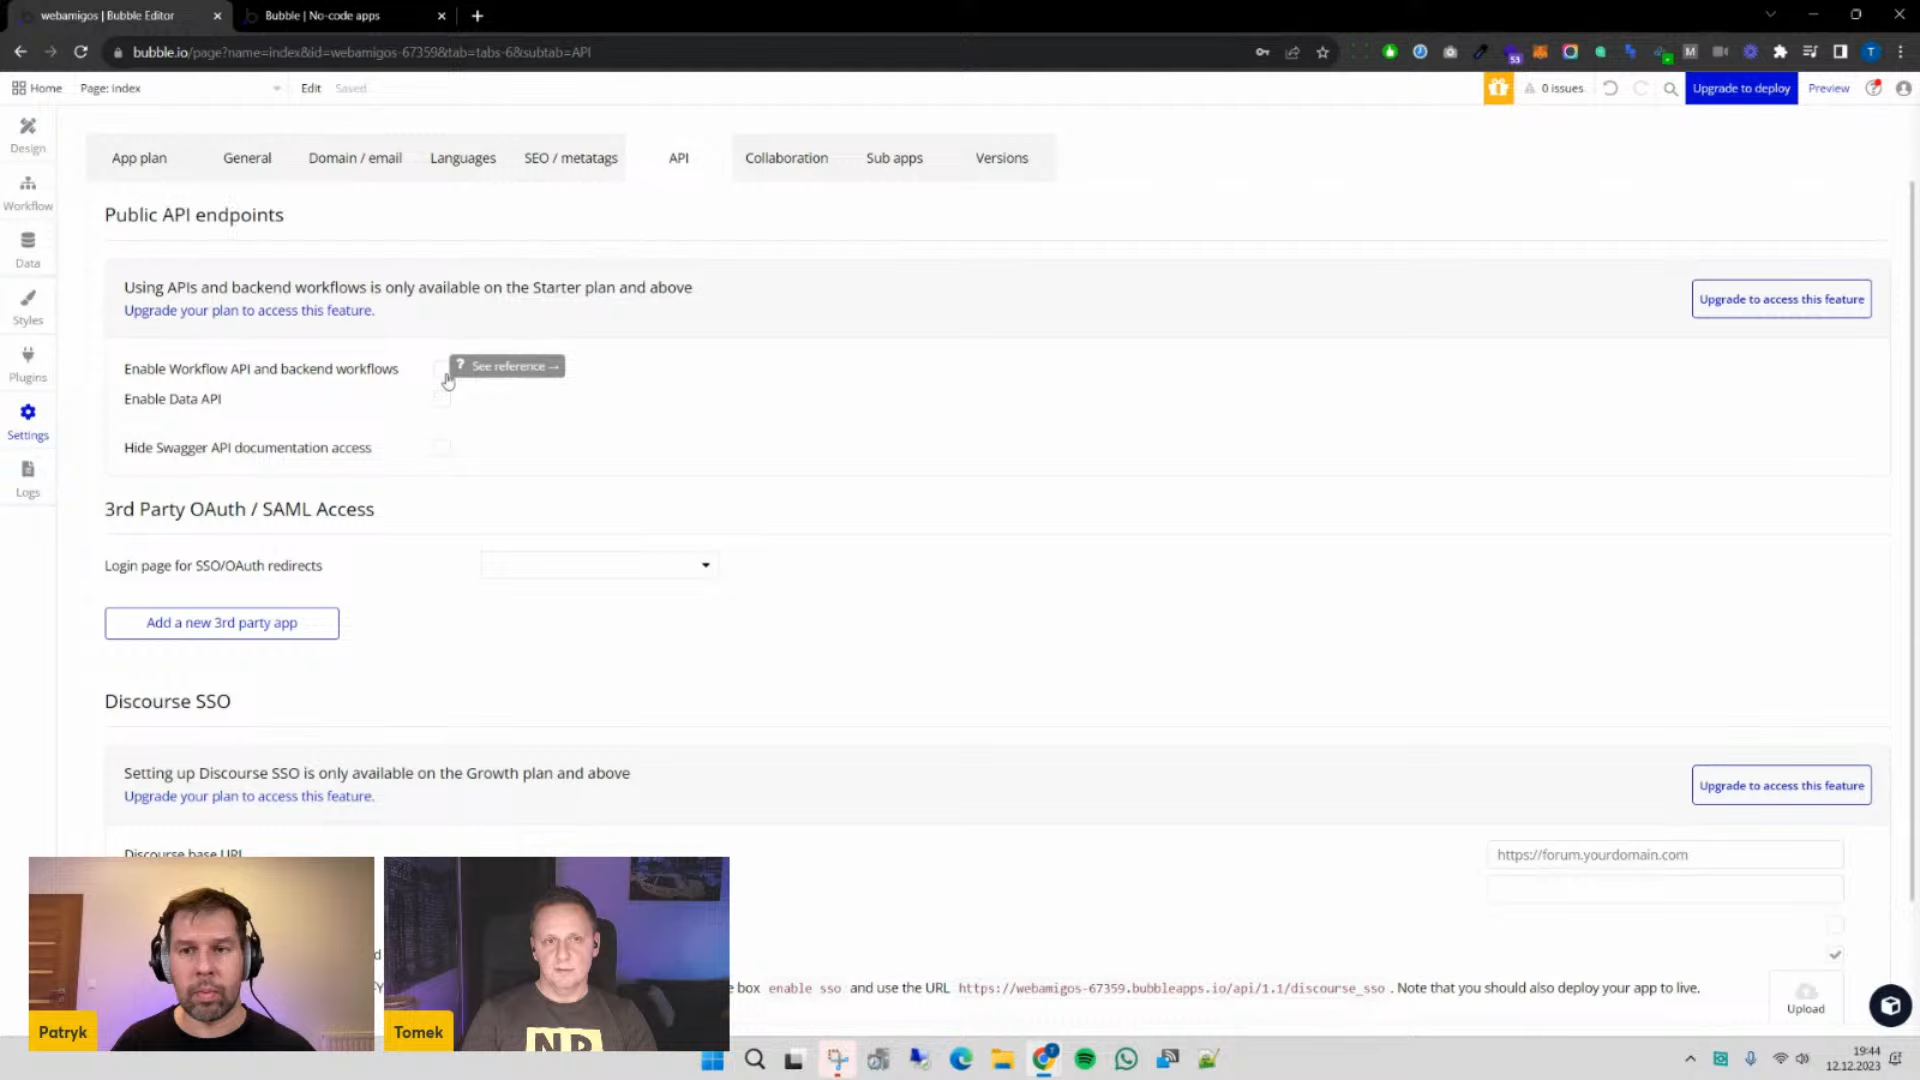 webamigos | Bubble Editor
Bubble | No-code apps
bubble.io/page?name=index&id=webamigos-67359&tab=tabs-6&subtab=API
53
M
T
Home
Page: index
Edit
Saved
0 issues
Upgrade to deploy
Preview
Design
Workflow
Data
Styles
Plugins
Settings
Logs
App plan
General
Domain / email
Languages
SEO / metatags
API
Collaboration
Sub apps
Versions
Public API endpoints
Using APIs and backend workflows is only available on the Starter plan and above
Upgrade your plan to access this feature.
Upgrade to access this feature
Enable Workflow API and backend workflows
? See reference →
Enable Data API
Hide Swagger API documentation access
3rd Party OAuth / SAML Access
Login page for SSO/OAuth redirects
Add a new 3rd party app
Discourse SSO
Setting up Discourse SSO is only available on the Growth plan and above
Upgrade your plan to access this feature.
Upgrade to access this feature
Discourse base URL
https://forum.yourdomain.com
e box enable sso and use the URL https://webamigos-67359.bubbleapps.io/api/1.1/discourse_sso . Note that you should also deploy your app to live.
Upload
Patryk
Tomek
19:44
12.12.2023